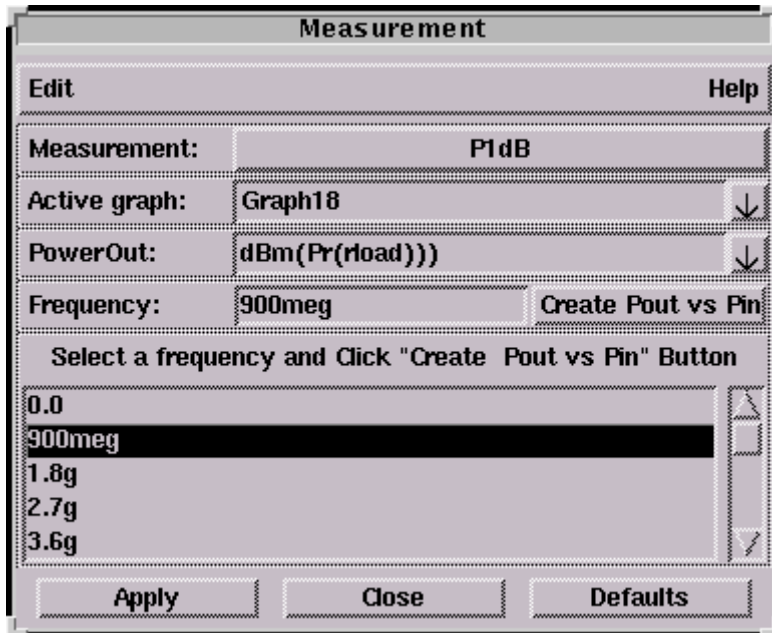 Measurement
Edit Help
Measurement: P1dB
Active graph: Graph18
PowerOut: dBm(Pr(rload)))
Frequency: 900meg Create Pout vs Pin
Select a frequency and Click "Create Pout vs Pin" Button
0.0
900meg
1.8g
2.7g
3.6g
Apply Close Defaults